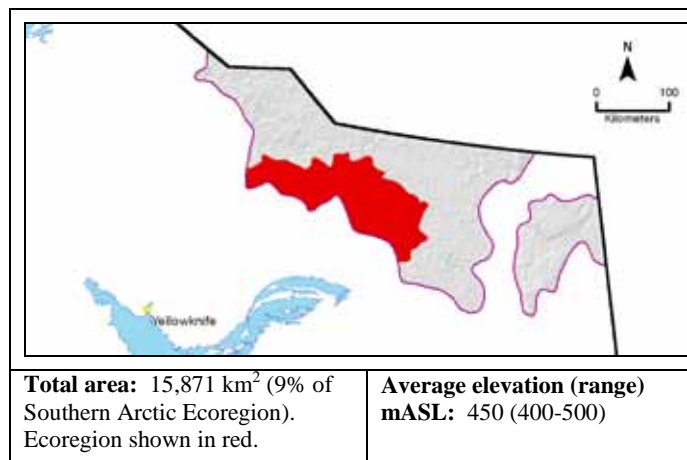 N
0 100
Kilometers
Yellowknife
Total area: 15,871 km² (9% of
Southern Arctic Ecoregion).
Ecoregion shown in red.
Average elevation (range)
mASL: 450 (400-500)